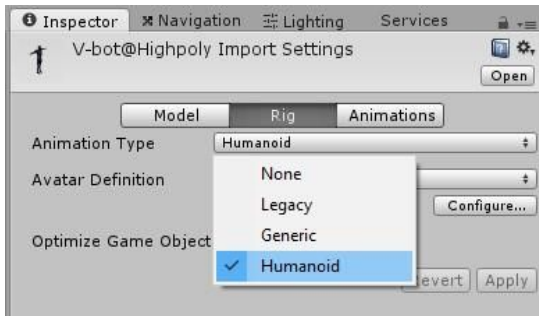 Inspector Navigation Lighting Services
V-bot@Highpoly Import Settings
Open
Model Rig Animations
Animation Type Humanoid
None
Avatar Definition
Legacy
Configure...
Generic
Optimize Game Object
Humanoid
evert Apply